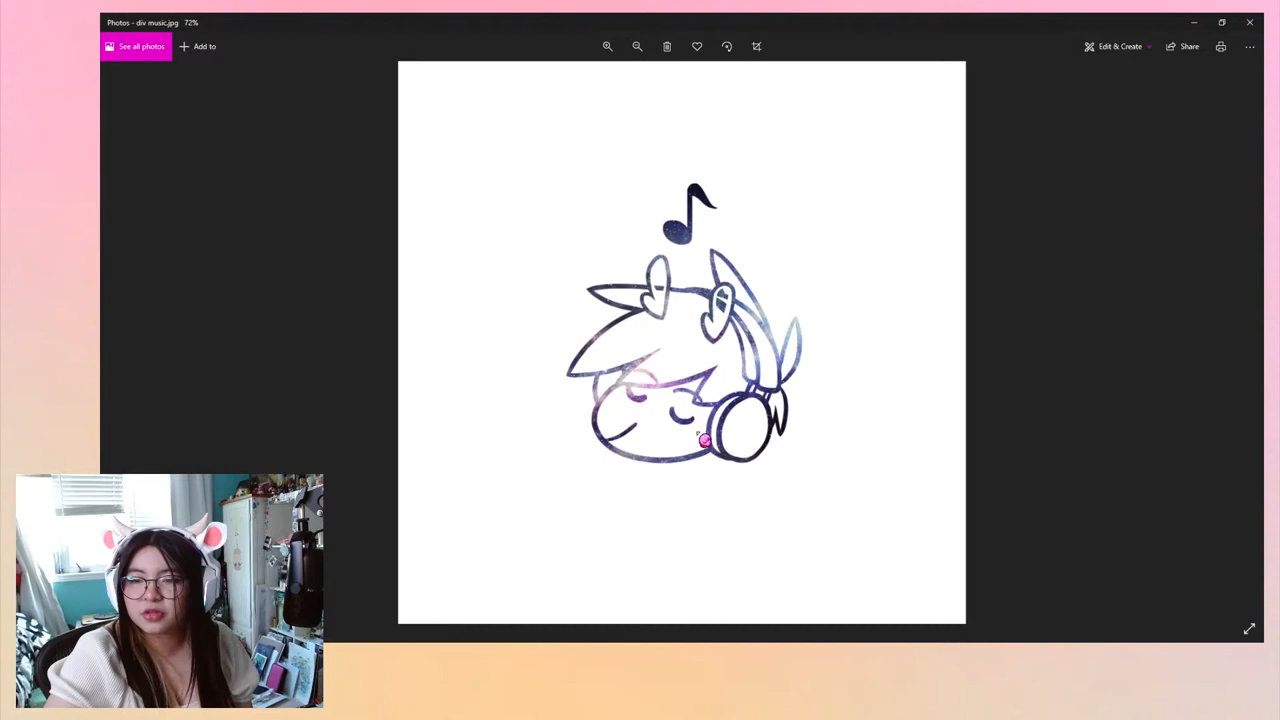 Photos - div music.jpg 72%
See all photos
Add to
Edit & Create
Share